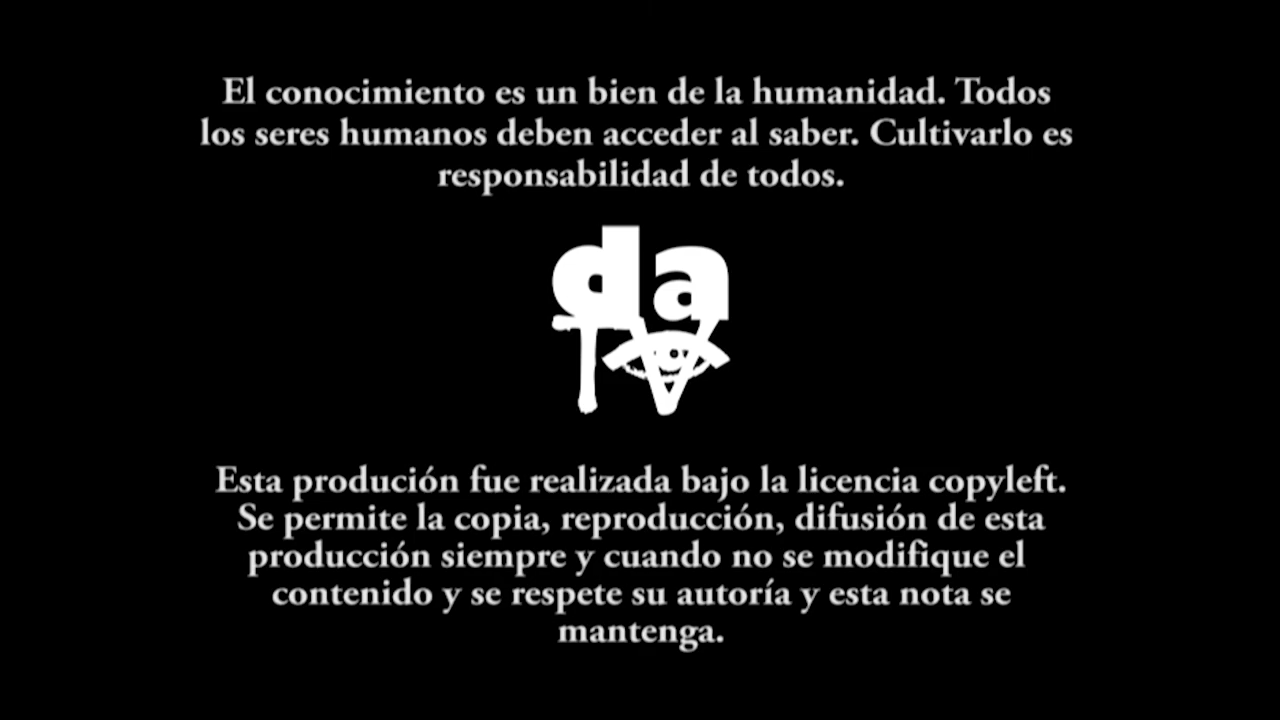 El conocimiento es un bien de la humanidad. Todos
los seres humanos deben acceder al saber. Cultivarlo es
responsabilidad de todos.
da
TV
Esta produción fue realizada bajo la licencia copyleft.
Se permite la copia, reproducción, difusión de esta
producción siempre y cuando no se modifique el
contenido y se respete su autoría y esta nota se
mantenga.